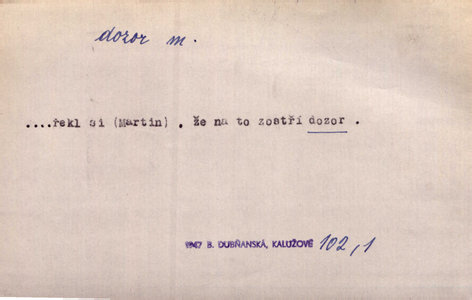 dozor m.
....řekl si (Martin) , že na to zostří dozor .
1947 B. DUBŇANSKÁ, KALUŽOVÉ 102,1